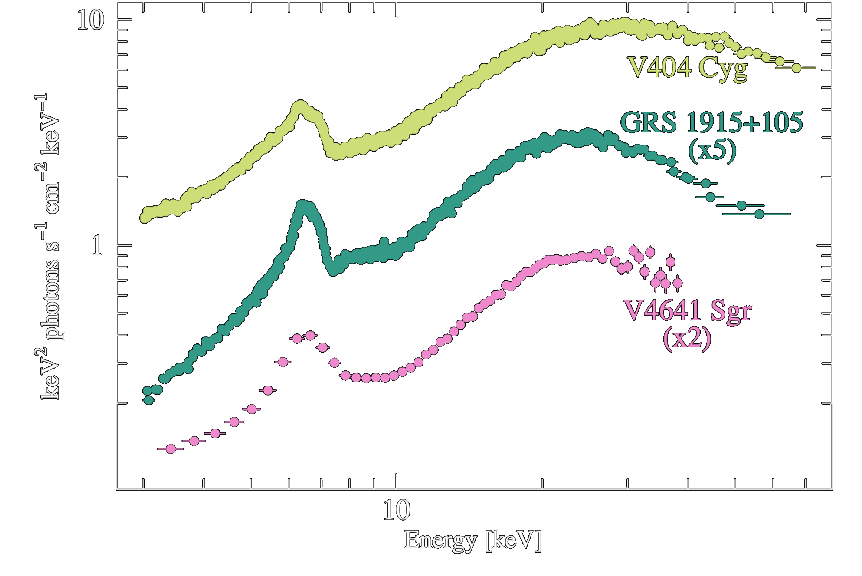 10
V404 Cyg
GRS 1915+105
(x5)
1
V4641 Sgr
(x2)
keV² photons s⁻¹ cm⁻² keV⁻¹
10
Energy [keV]